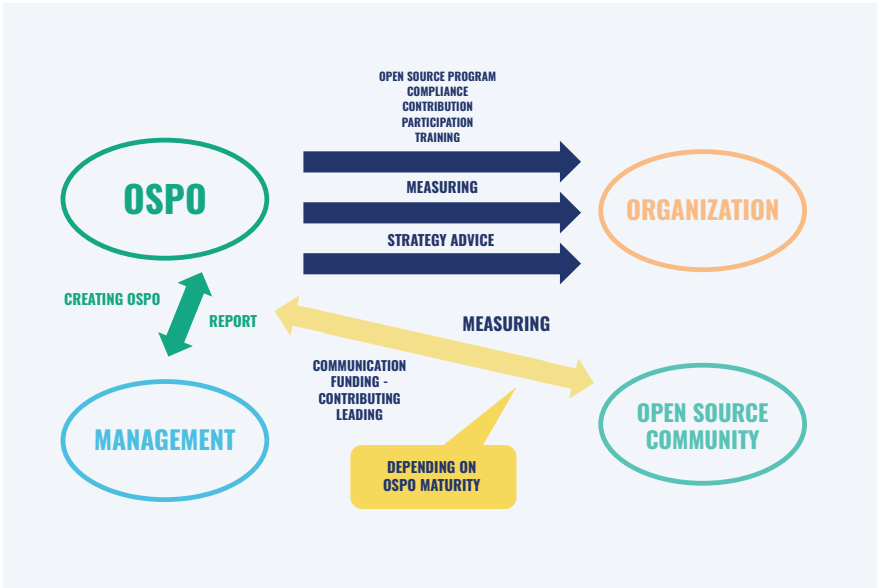 OPEN SOURCE PROGRAM
COMPLIANCE
CONTRIBUTION
PARTICIPATION
TRAINING
OSPO
MEASURING
ORGANIZATION
STRATEGY ADVICE
CREATING OSPO
REPORT
MEASURING
COMMUNICATION
FUNDING -
CONTRIBUTING
LEADING
MANAGEMENT
OPEN SOURCE
COMMUNITY
DEPENDING ON
OSPO MATURITY